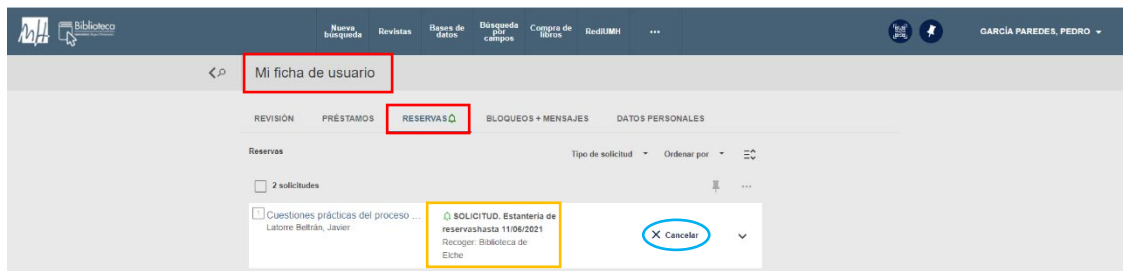 mH Biblioteca
Nueva búsqueda Revistas Bases de datos Búsqueda por campos Compra de libros RediUMH ...
GARCÍA PAREDES, PEDRO
Mi ficha de usuario
REVISIÓN PRÉSTAMOS RESERVAS BLOQUEOS + MENSAJES DATOS PERSONALES
Reservas Tipo de solicitud Ordenar por
2 solicitudes ...
1 Cuestiones prácticas del proceso ...
Latorre Beltrán, Javier
SOLICITUD. Estantería de
reservashasta 11/06/2021
Recoger: Biblioteca de
Elche
Cancelar